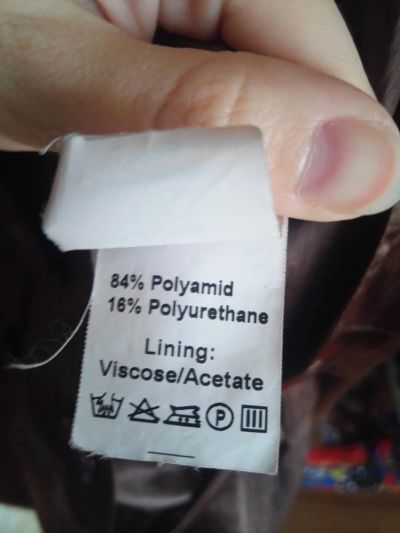 84% Polyamid
16% Polyurethane
Lining:
Viscose/Acetate
P